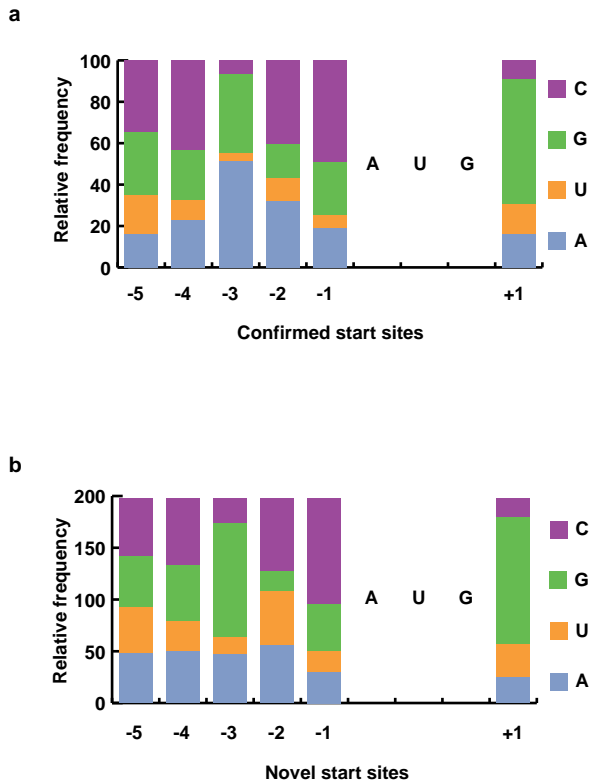 a
Relative frequency
100
80
60
40
20
0
A U G
C
G
U
A
-5 -4 -3 -2 -1 +1
Confirmed start sites
b
Relative frequency
200
150
100
50
0
A U G
C
G
U
A
-5 -4 -3 -2 -1 +1
Novel start sites